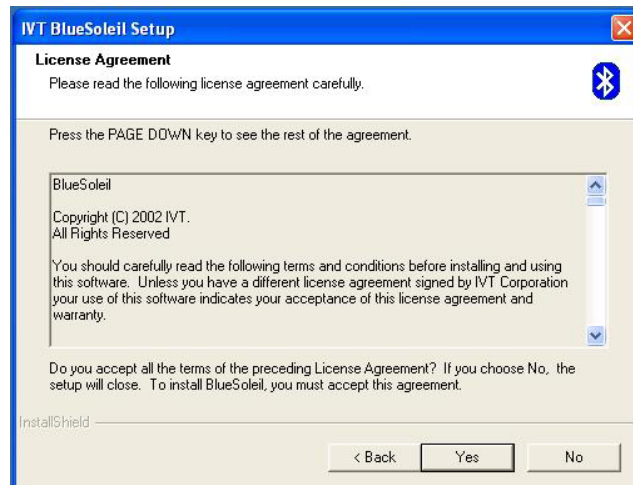 IVT BlueSoleil Setup
License Agreement
Please read the following license agreement carefully.
Press the PAGE DOWN key to see the rest of the agreement.
BlueSoleil
Copyright (C) 2002 IVT.
All Rights Reserved
You should carefully read the following terms and conditions before installing and using
this software.  Unless you have a different license agreement signed by IVT Corporation
your use of this software indicates your acceptance of this license agreement and
warranty.
Do you accept all the terms of the preceding License Agreement?  If you choose No,  the
setup will close.  To install BlueSoleil, you must accept this agreement.
InstallShield
< Back Yes No